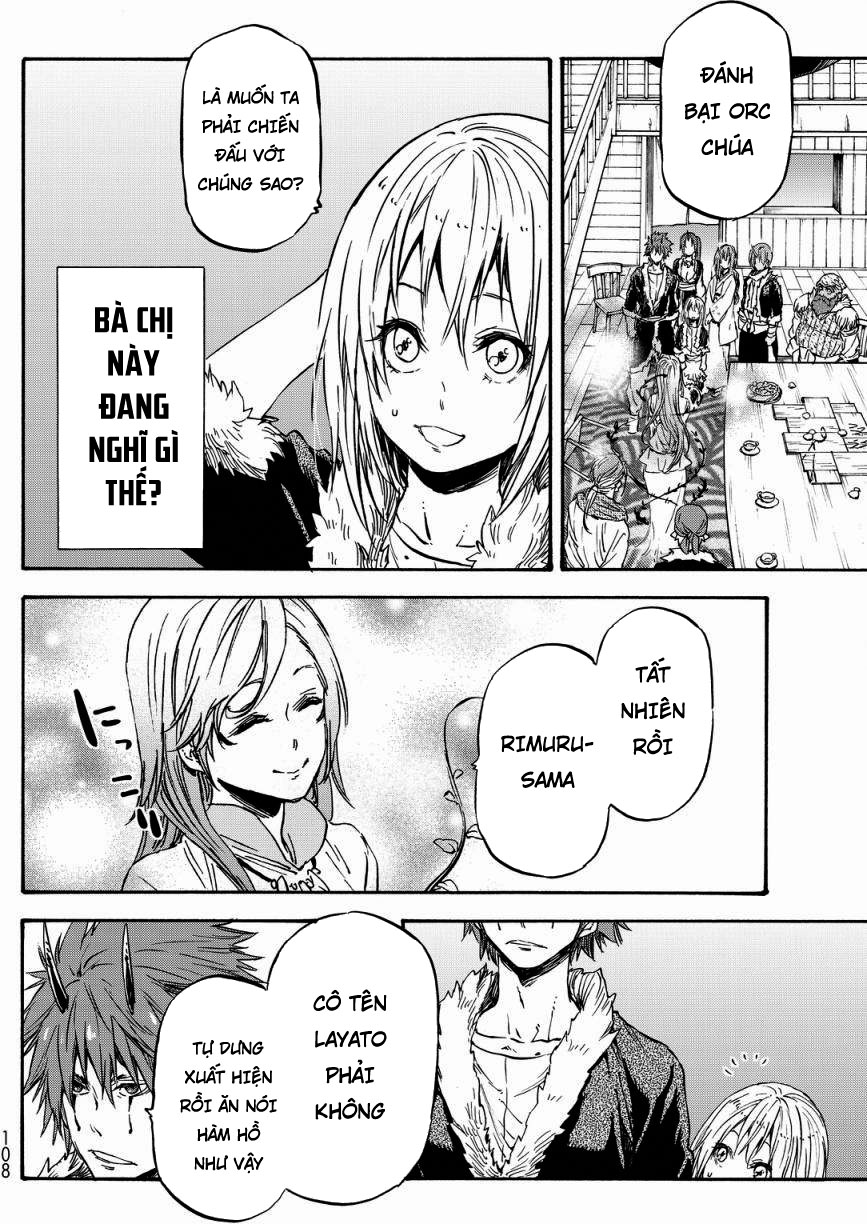 ĐÁNH
BẠI ORC
CHÚA
LÀ MUỐN TA
PHẢI CHIẾN
ĐẤU VỚI
CHÚNG SAO?
BÀ CHỊ
NÀY
ĐANG
NGHĨ GÌ
THẾ?
TẤT
NHIÊN
RỒI
RIMURU-
SAMA
CÔ TÊN
LAYATO
PHẢI
KHÔNG
TỰ DƯNG
XUẤT HIỆN
RỒI ĂN NÓI
HÀM HỒ
NHƯ VẬY
108